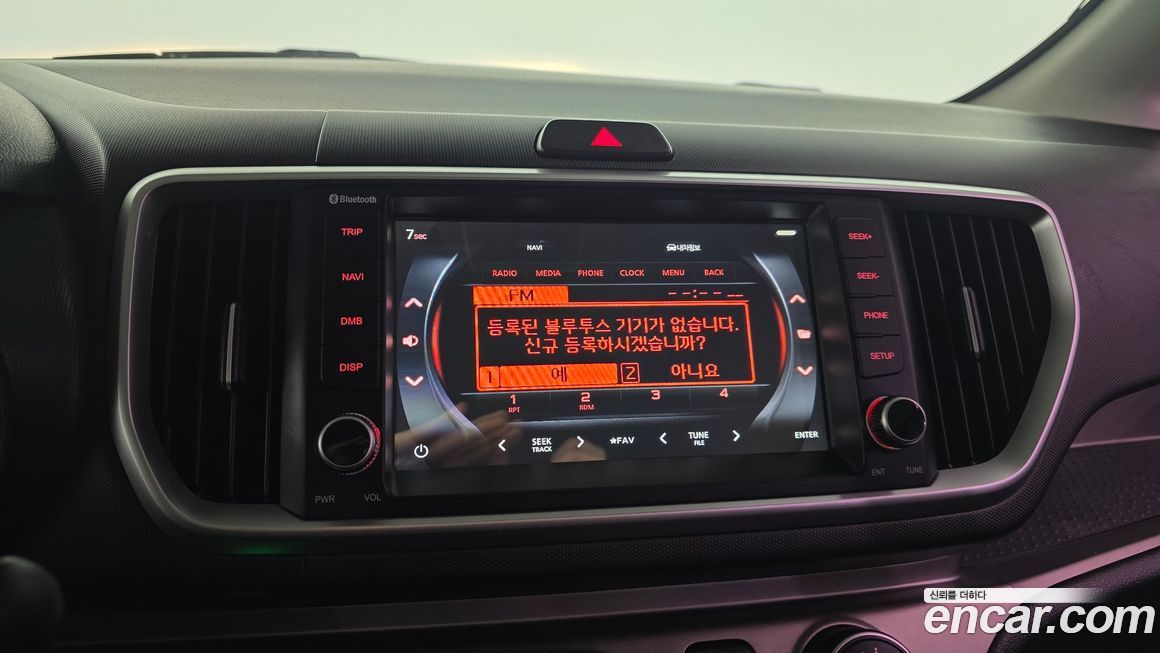 Bluetooth
TRIP
NAVI
DMB
DISP
PWR
VOL
7sec
NAVI
내차정보
RADIO MEDIA PHONE CLOCK MENU BACK
FM
--:-- --
등록된 블루투스 기기가 없습니다.
신규 등록하시겠습니까?
1 예 2 아니요
1 2 3 4
RPT RDM
SEEK
TRACK
★FAV
TUNE
FILE
ENTER
SEEK+
SEEK-
PHONE
SETUP
ENT
TUNE
신뢰를 더하다
encar.com